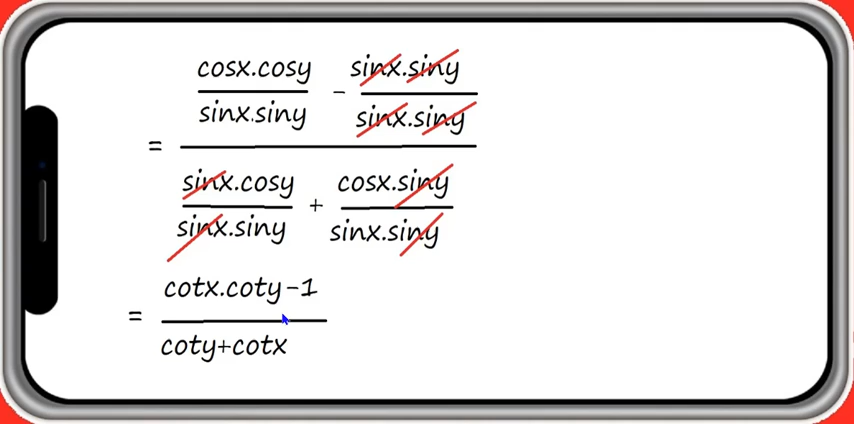 cosx.cosy - sinx.siny
sinx.siny   sinx.siny
=
sinx.cosy + cosx.siny
sinx.siny   sinx.siny
cotx.coty-1
=
coty+cotx